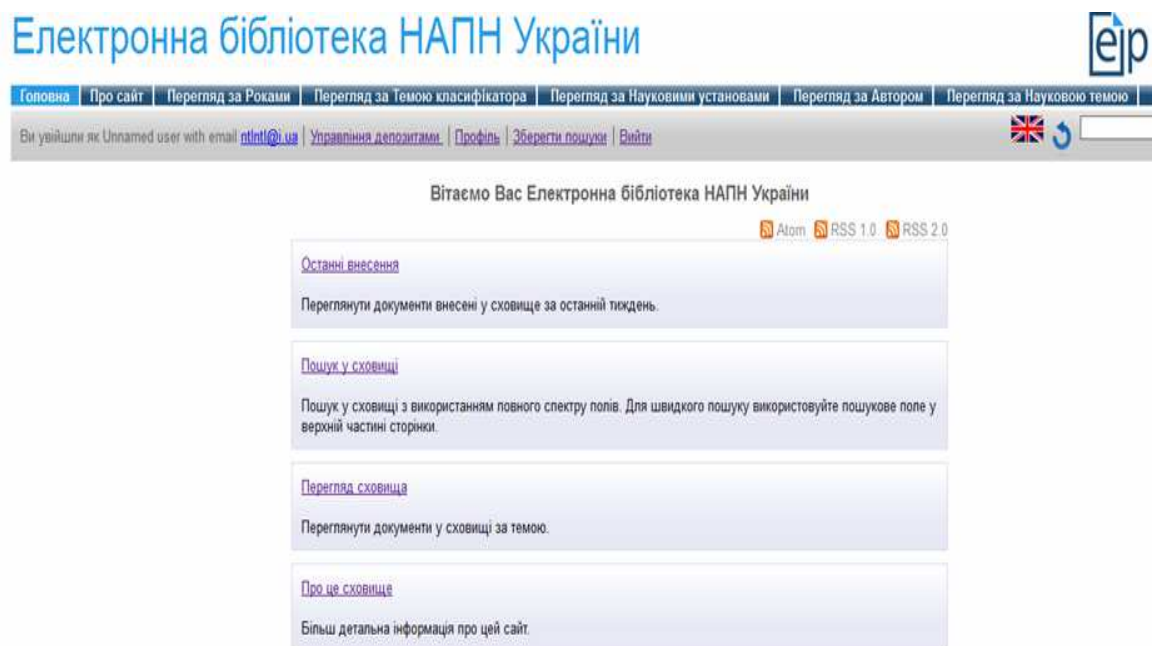 Електронна бібліотека НАПН України
eip
Головна Про сайт Перегляд за Роками Перегляд за Темою класифікатора Перегляд за Науковими установами Перегляд за Автором Перегляд за Науковою темою
Ви увійшли як Unnamed user with email ntlntl@i.ua | Управління депозитами | Профіль | Зберегти пошуки | Вийти
Вітаємо Вас Електронна бібліотека НАПН України
Atom RSS 1.0 RSS 2.0
Останні внесення
Переглянути документи внесені у сховище за останній тиждень.
Пошук у сховищі
Пошук у сховищі з використанням повного спектру полів. Для швидкого пошуку використовуйте пошукове поле у
верхній частині сторінки.
Перегляд сховища
Переглянути документи у сховищі за темою.
Про це сховище
Більш детальна інформація про цей сайт.